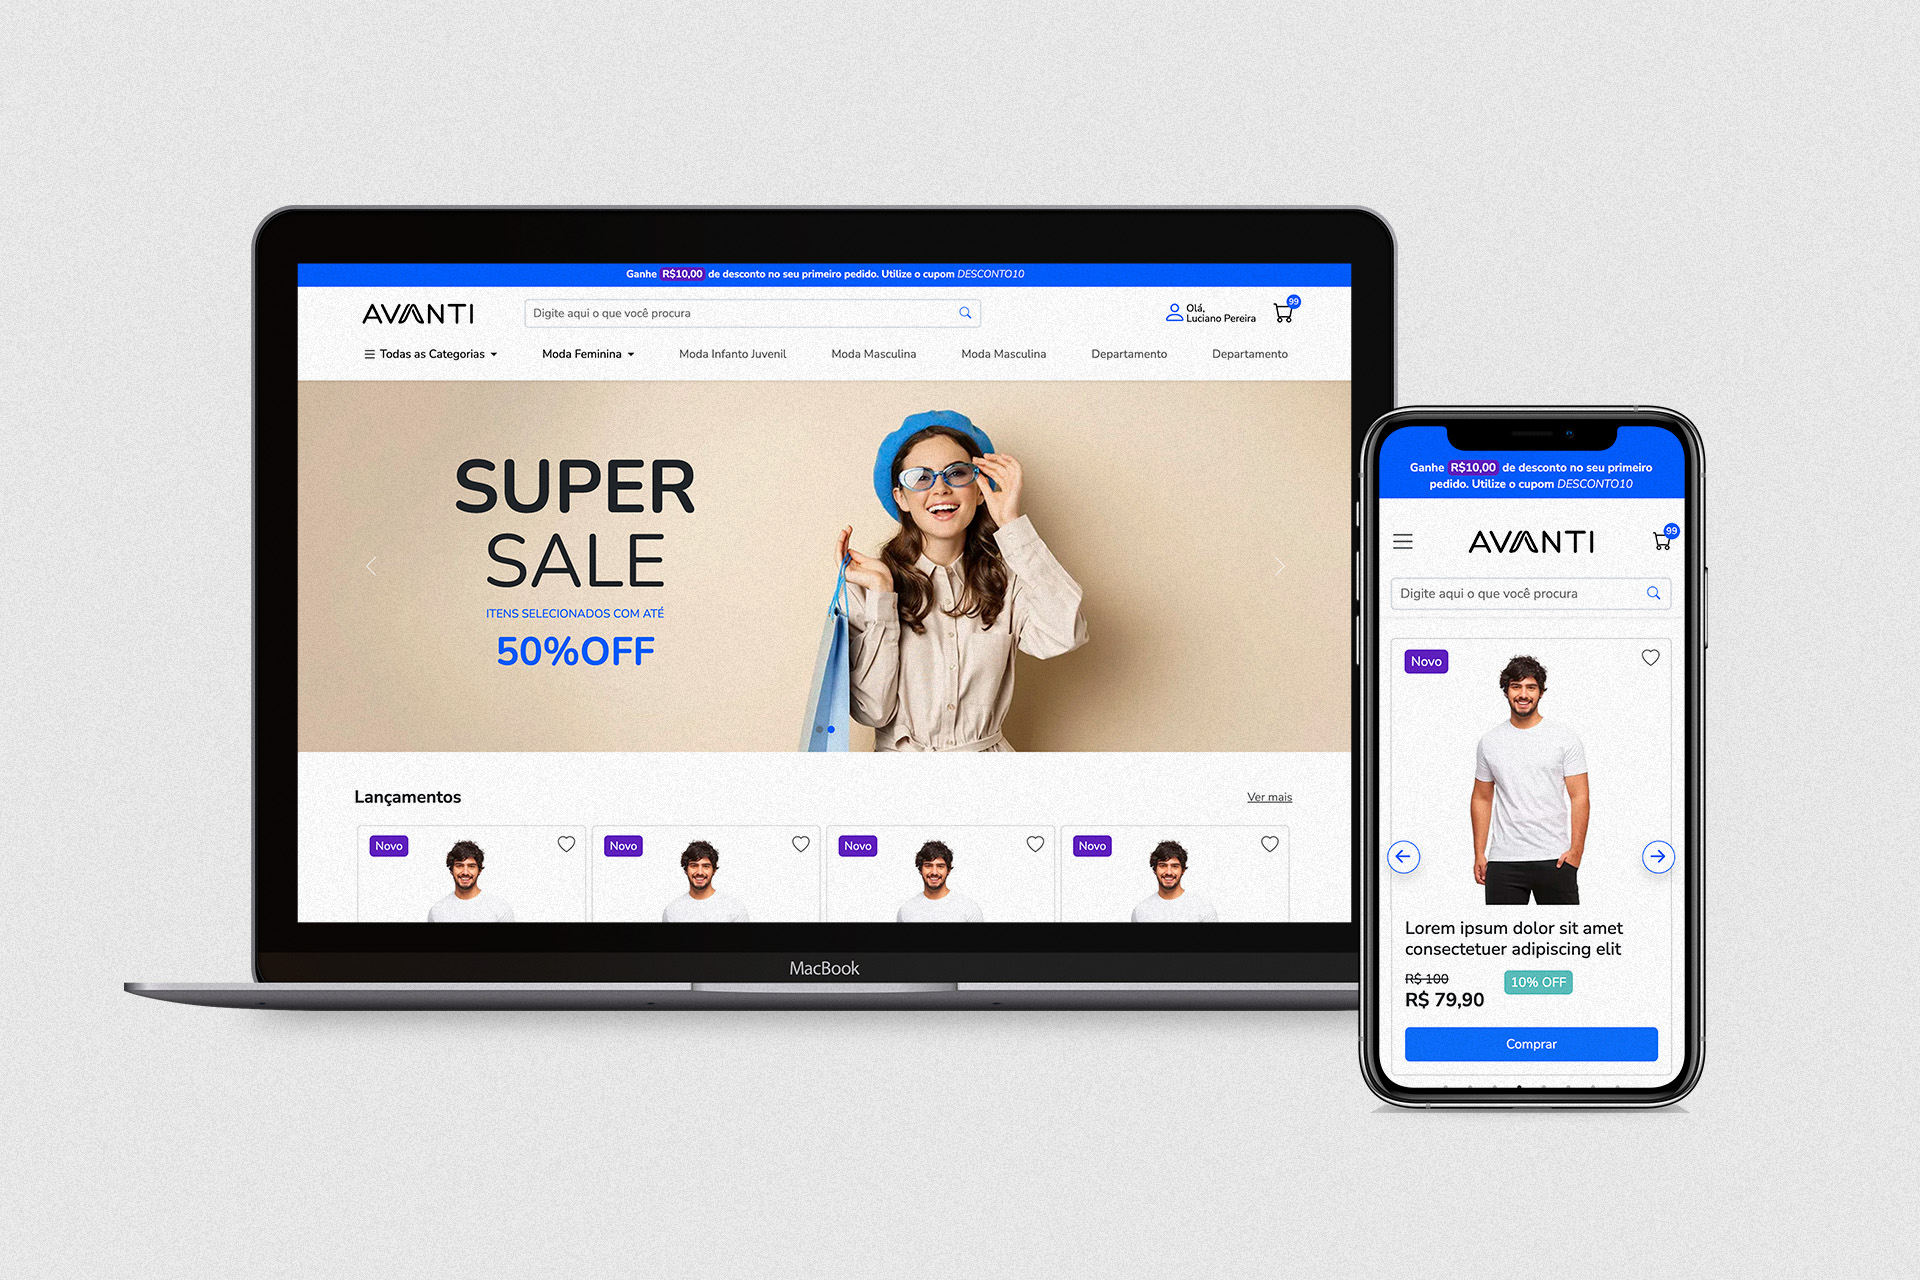 Ganhe R$10,00 de desconto no seu primeiro pedido. Utilize o cupom DESCONTO10
AVANTI
Digite aqui o que você procura
Olá,
Luciano Pereira
99
Todas as Categorias
Moda Feminina
Moda Infanto Juvenil
Moda Masculina
Moda Masculina
Departamento
Departamento
SUPER
SALE
ITENS SELECIONADOS COM ATÉ
50%OFF
Lançamentos
Ver mais
Novo
Novo
Novo
Novo
MacBook
Ganhe R$10,00 de desconto no seu primeiro
pedido. Utilize o cupom DESCONTO10
AVANTI
99
Digite aqui o que você procura
Novo
Lorem ipsum dolor sit amet
consectetuer adipiscing elit
R$ 100
10% OFF
R$ 79,90
Comprar